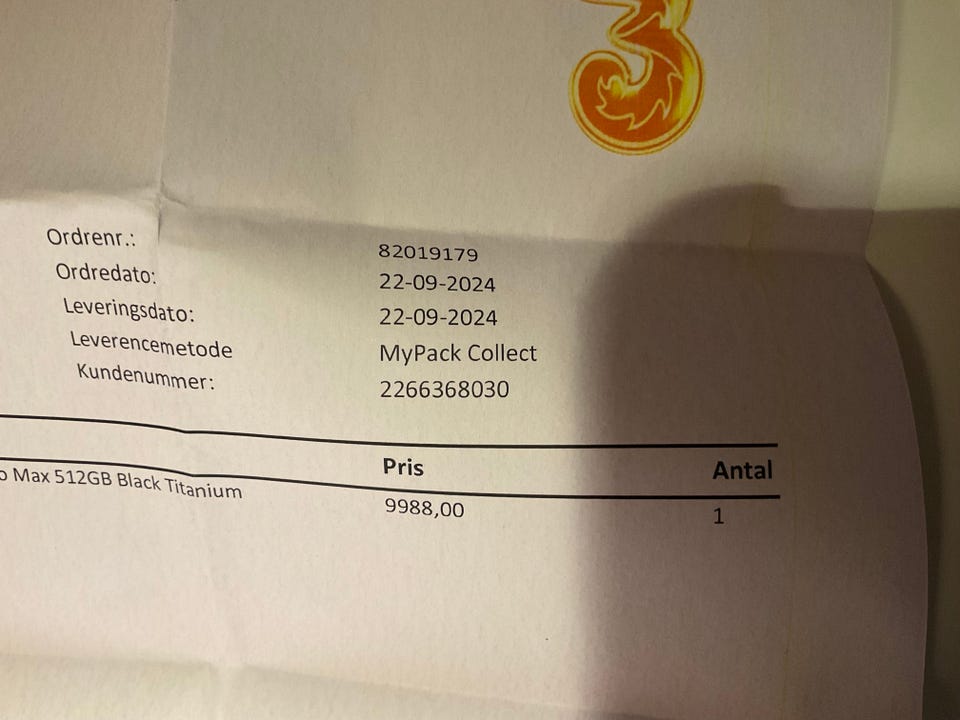 3
Ordrenr.: 82019179
Ordredato: 22-09-2024
Leveringsdato: 22-09-2024
Leverencemetode MyPack Collect
Kundenummer: 2266368030
Pris Antal
o Max 512GB Black Titanium 9988,00 1